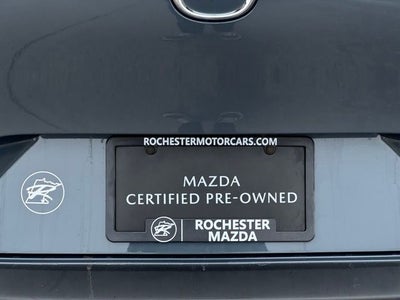 ROCHESTERMOTORCARS.COM
MAZDA
CERTIFIED PRE-OWNED
ROCHESTER
MAZDA